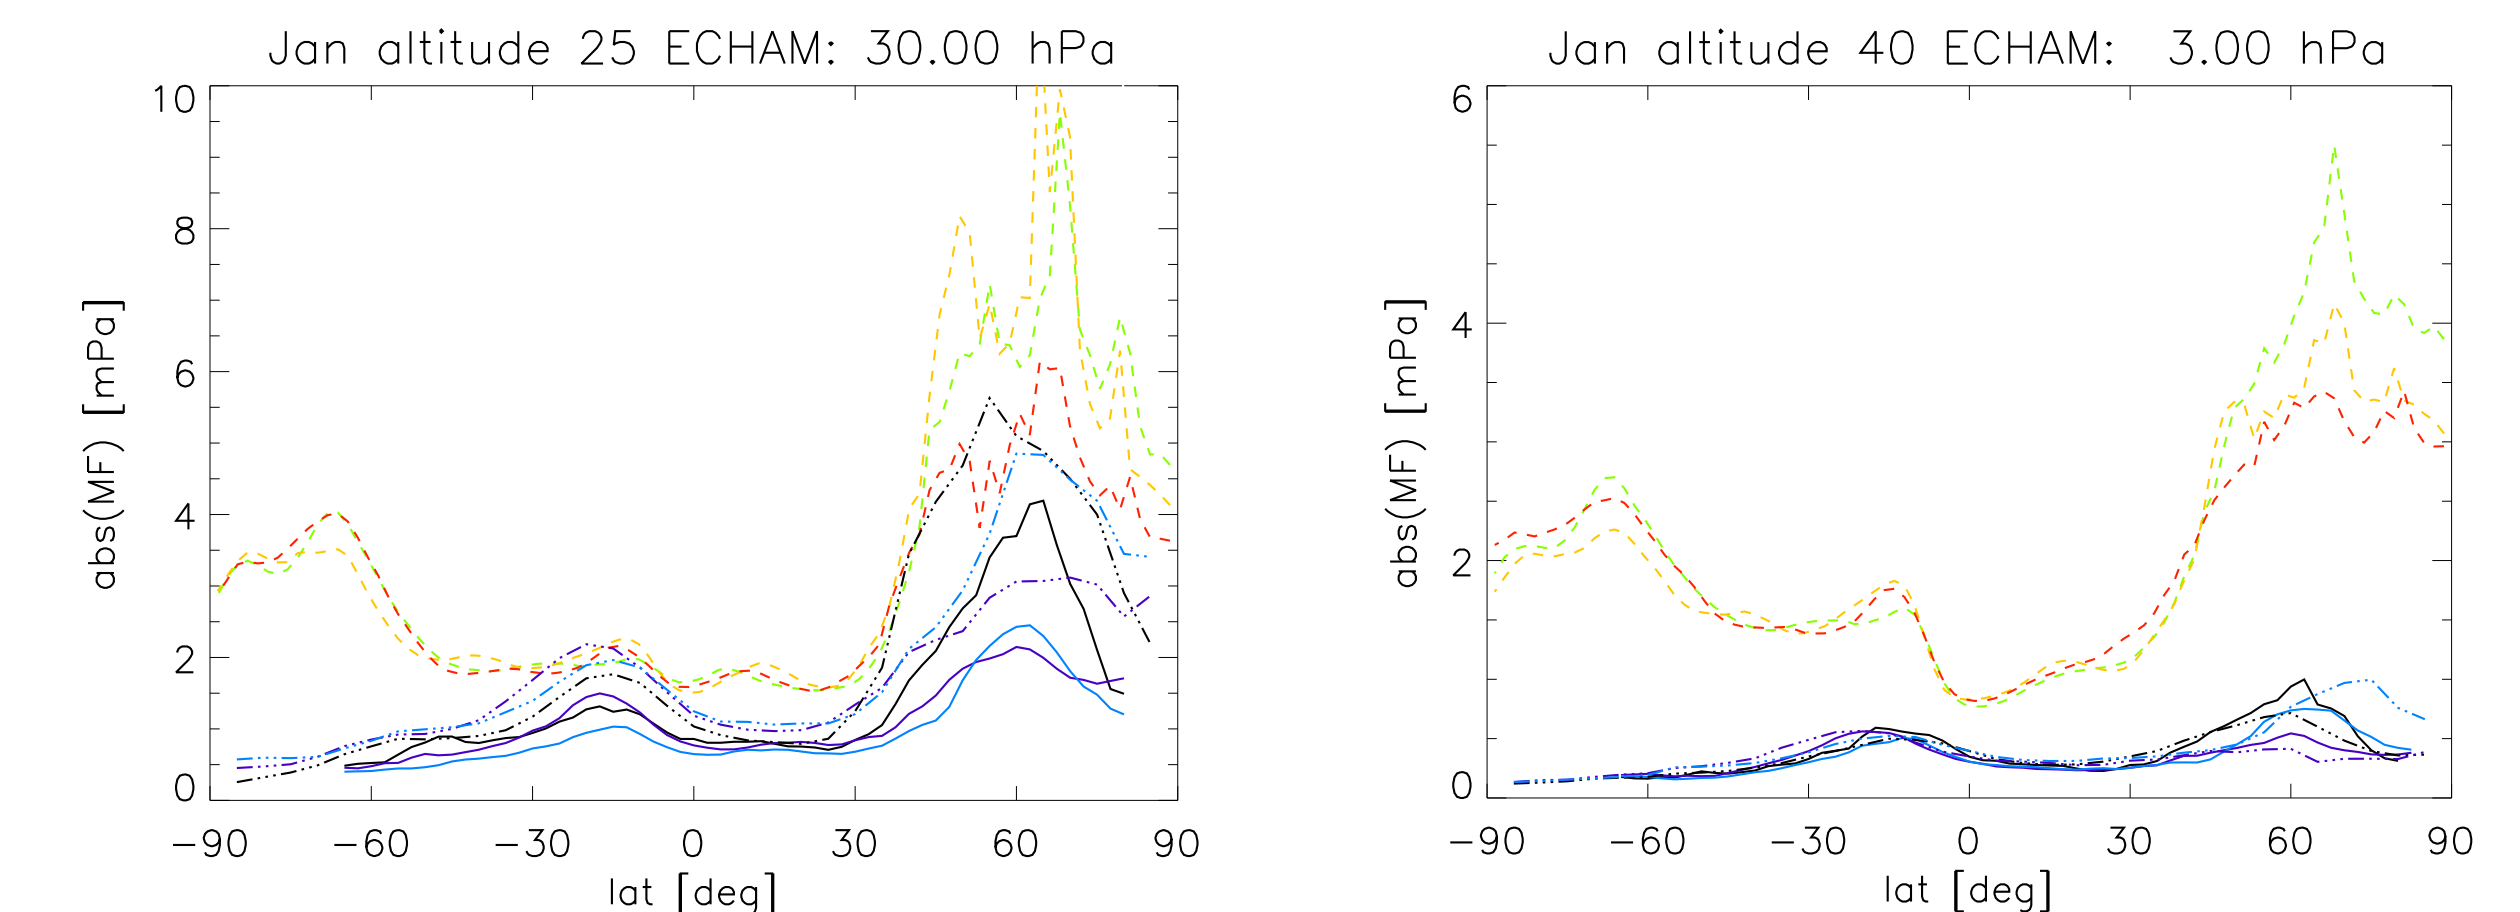 Jan altitude 25 ECHAM: 30.00 hPa
abs(MF) [mPa]
10
8
6
4
2
0
-90 -60 -30 0 30 60 90
lat [deg]
Jan altitude 40 ECHAM: 3.00 hPa
abs(MF) [mPa]
6
4
2
0
-90 -60 -30 0 30 60 90
lat [deg]